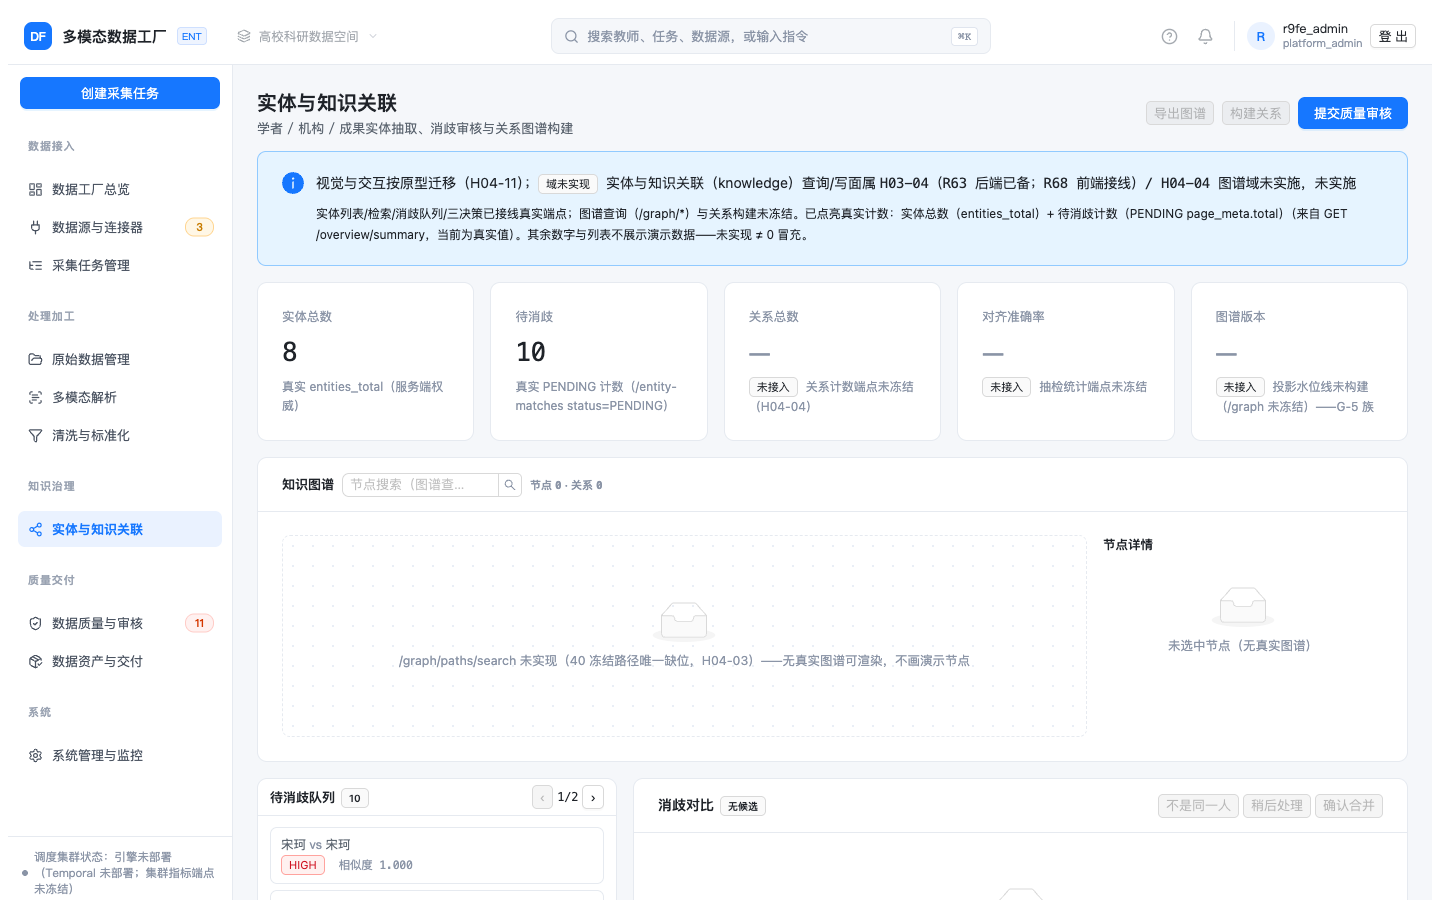 DF 多模态数据工厂 ENT 高校科研数据空间 搜索教师、任务、数据源，或输入指令 ⌘K R r9fe_admin platform_admin 登 出
创建采集任务
数据接入
数据工厂总览
数据源与连接器 3
采集任务管理
处理加工
原始数据管理
多模态解析
清洗与标准化
知识治理
实体与知识关联
质量交付
数据质量与审核 11
数据资产与交付
系统
系统管理与监控
调度集群状态：引擎未部署
（Temporal 未部署；集群指标端点
未冻结）
实体与知识关联
学者 / 机构 / 成果实体抽取、消歧审核与关系图谱构建
导出图谱 构建关系 提交质量审核
视觉与交互按原型迁移（H04-11）； 域未实现 实体与知识关联（knowledge）查询/写面属 H03–04（R63 后端已备；R68 前端接线）/ H04–04 图谱域未实施，未实施
实体列表/检索/消歧队列/三决策已接线真实端点；图谱查询（/graph/*）与关系构建未冻结。已点亮真实计数：实体总数（entities_total）+ 待消歧计数（PENDING page_meta.total）（来自 GET
/overview/summary，当前为真实值）。其余数字与列表不展示演示数据——未实现 ≠ 0 冒充。
实体总数
8
真实 entities_total（服务端权
威）
待消歧
10
真实 PENDING 计数（/entity-
matches status=PENDING）
关系总数
—
未接入 关系计数端点未冻结
（H04-04）
对齐准确率
—
未接入 抽检统计端点未冻结
图谱版本
—
未接入 投影水位线未构建
（/graph 未冻结）——G-5 族
知识图谱 节点搜索（图谱查... 节点 0 · 关系 0
/graph/paths/search 未实现（40 冻结路径唯一缺位，H04-03）——无真实图谱可渲染，不画演示节点
节点详情
未选中节点（无真实图谱）
待消歧队列 10 ‹ 1/2 ›
宋珂 vs 宋珂
HIGH 相似度 1.000
消歧对比 无候选 不是同一人 稍后处理 确认合并